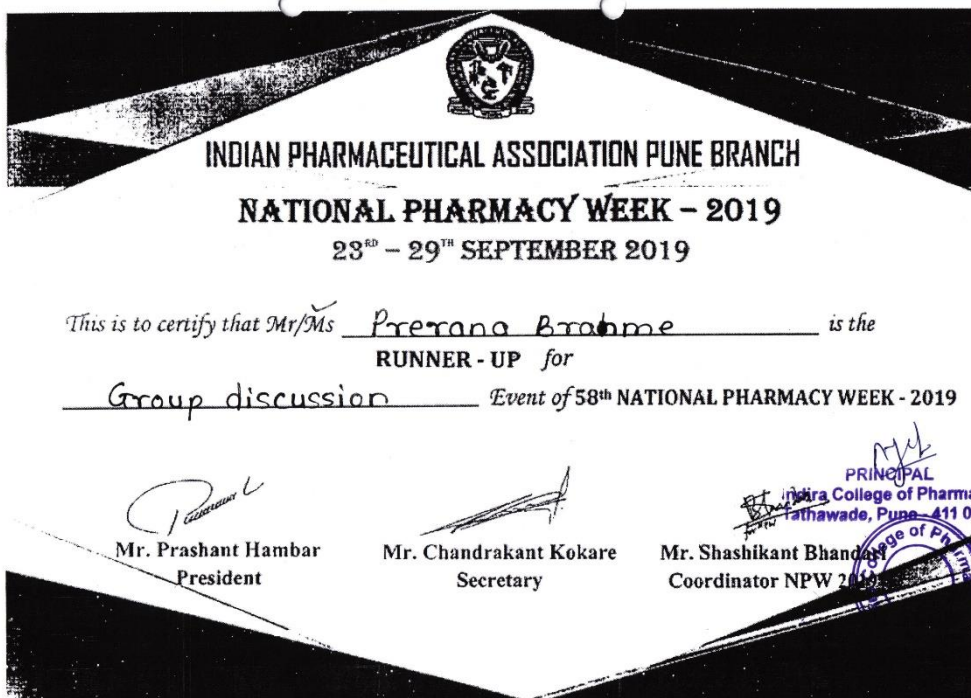 INDIAN PHARMACEUTICAL ASSOCIATION PUNE BRANCH
NATIONAL PHARMACY WEEK – 2019
23RD – 29TH SEPTEMBER 2019
This is to certify that Mr/Ms Prerana Brahme is the
RUNNER - UP for
Group discussion Event of 58th NATIONAL PHARMACY WEEK - 2019
PRINCIPAL
Indira College of Pharma
Tathawade, Pune - 411 0
Mr. Prashant Hambar
President
Mr. Chandrakant Kokare
Secretary
Mr. Shashikant Bhandari
Coordinator NPW 2019
College of Pharma